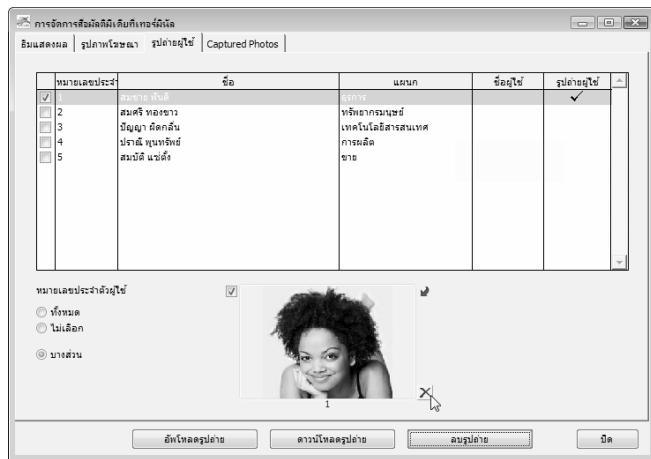 การจัดการสื่อมัลติมีเดียที่เทอร์มินัล
ธีมแสดงผล รูปภาพโฆษณา รูปถ่ายผู้ใช้ Captured Photos
หมายเลขประจำ ชื่อ แผนก ชื่อผู้ใช้ รูปถ่ายผู้ใช้
1 สมชาย พันดี ธุรการ
2 สมศรี ทองขาว ทรัพยากรมนุษย์
3 ปัญญา ผิดกลิ่น เทคโนโลยีสารสนเทศ
4 ปราณี พูนทรัพย์ การผลิต
5 สมบัติ แซ่ตั้ง ขาย
หมายเลขประจำตัวผู้ใช้
ทั้งหมด
ไม่เลือก
บางส่วน
1
อัพโหลดรูปถ่าย ดาวน์โหลดรูปถ่าย ลบรูปถ่าย ปิด